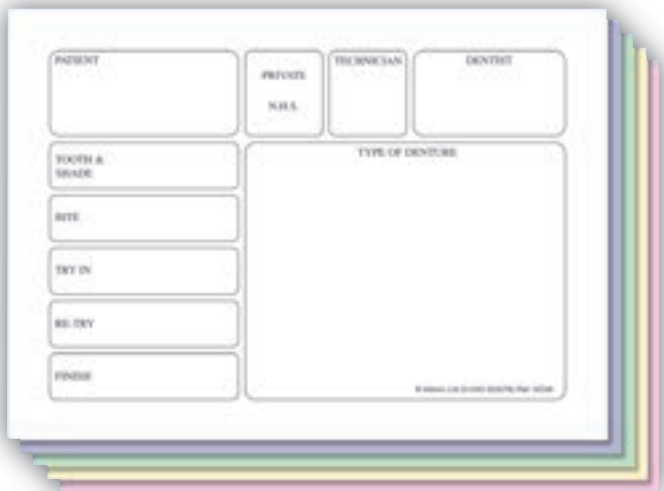 PATIENT
PRIVATE
N.H.S.
TECHNICIAN
DENTIST
TOOTH &
SHADE
BITE
TRY IN
RE-TRY
FINISH
TYPE OF DENTURE